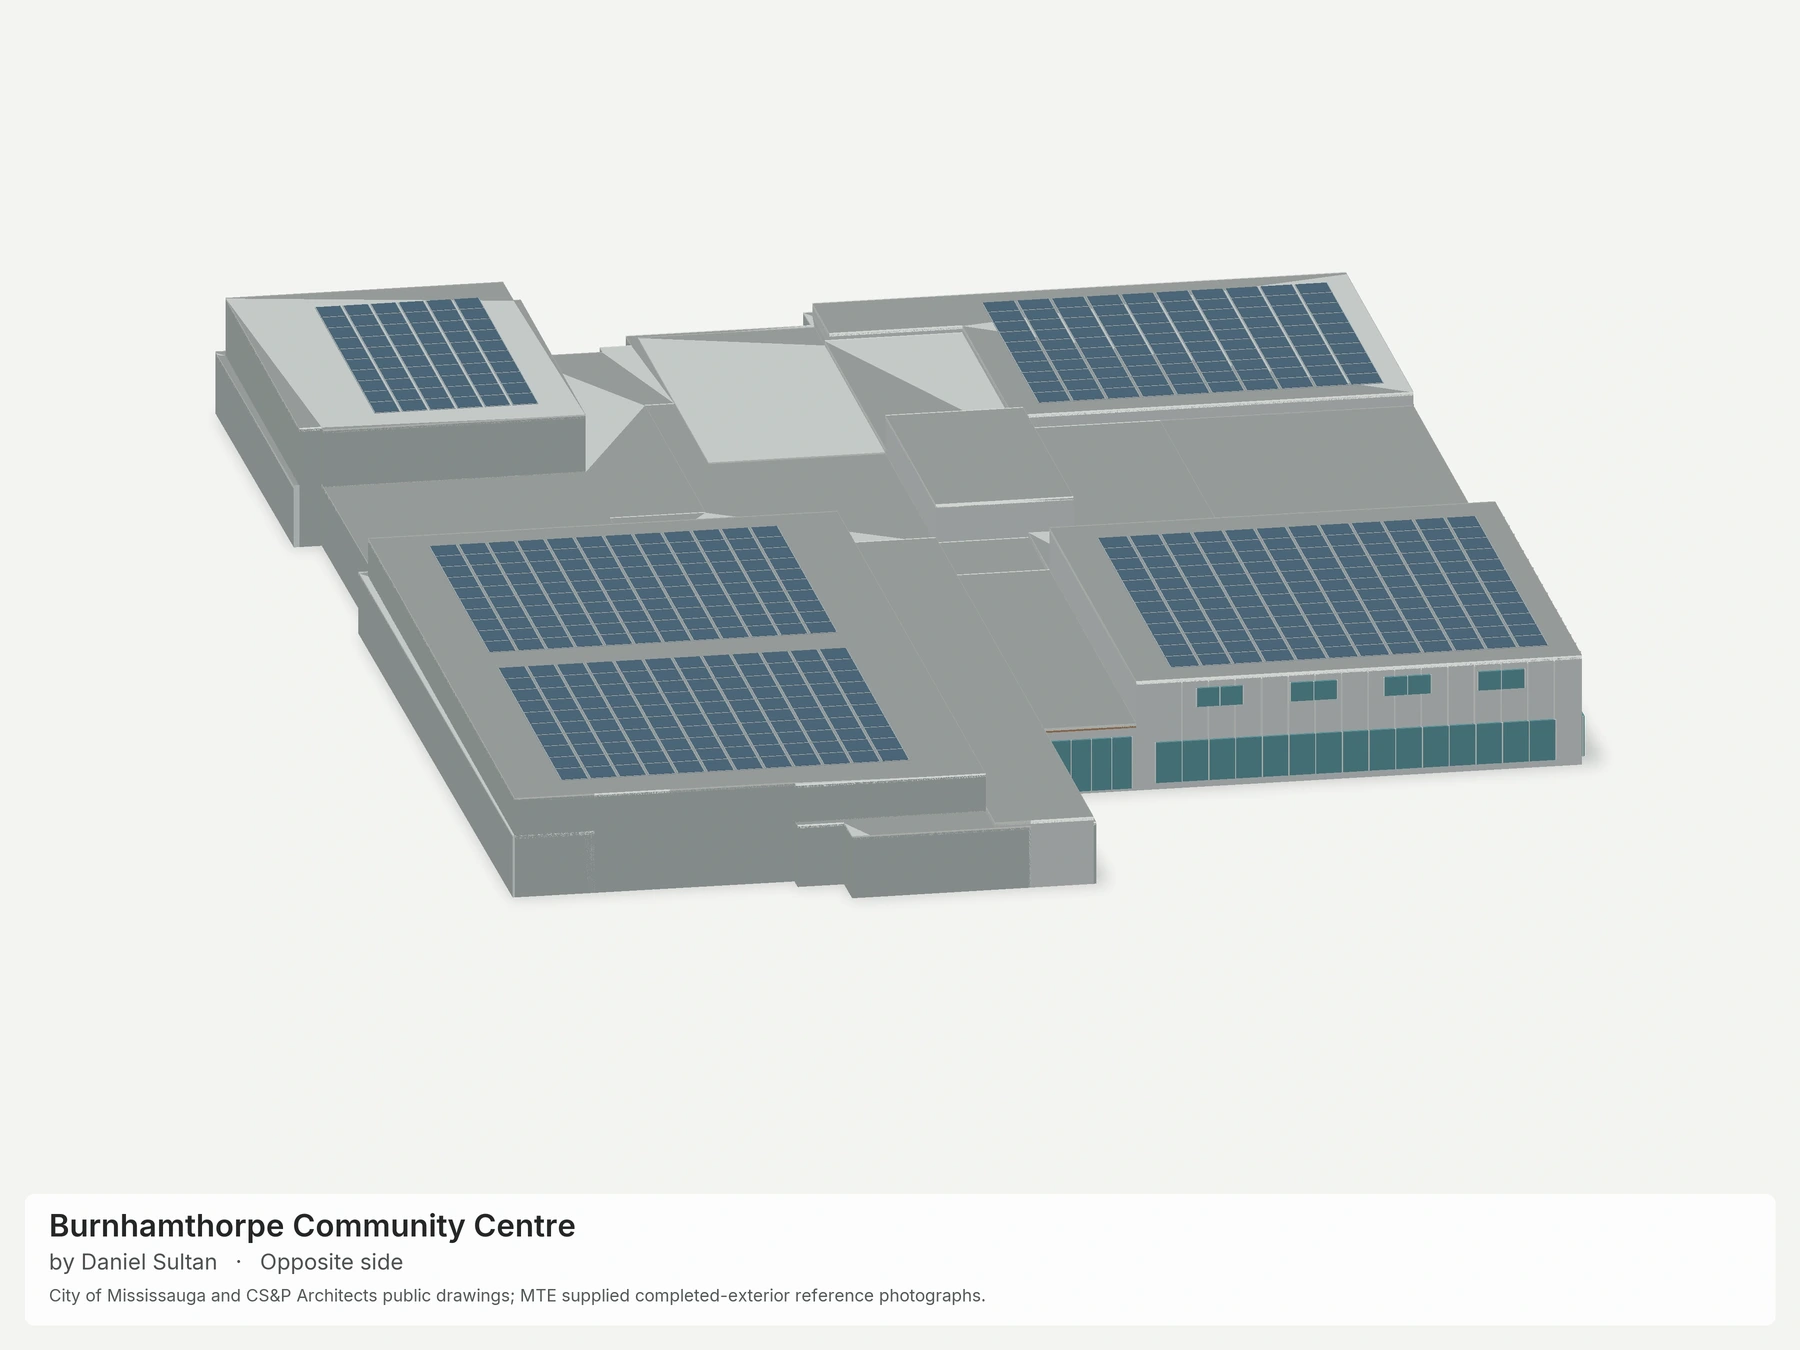 Burnhamthorpe Community Centre
by Daniel Sultan · Opposite side
City of Mississauga and CS&P Architects public drawings; MTE supplied completed-exterior reference photographs.